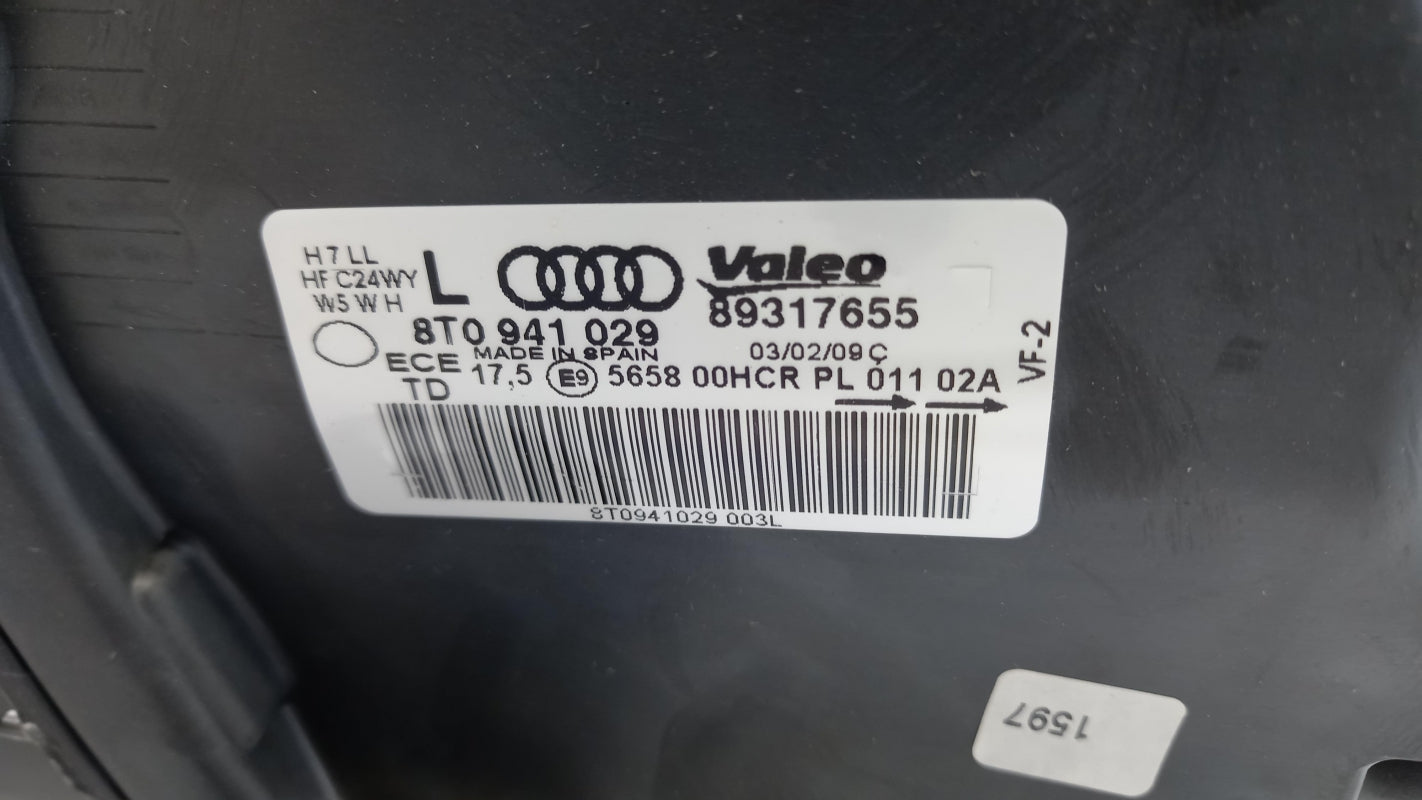 H7 LL
HF C24WY
W5W H
L
Valeo
89317655
8T0 941 029
MADE IN SPAIN
03/02/09 Ç
ECE 17,5 E9 5658 00HCR PL 011 02A
TD
VF-2
8T0941029 003L
1597